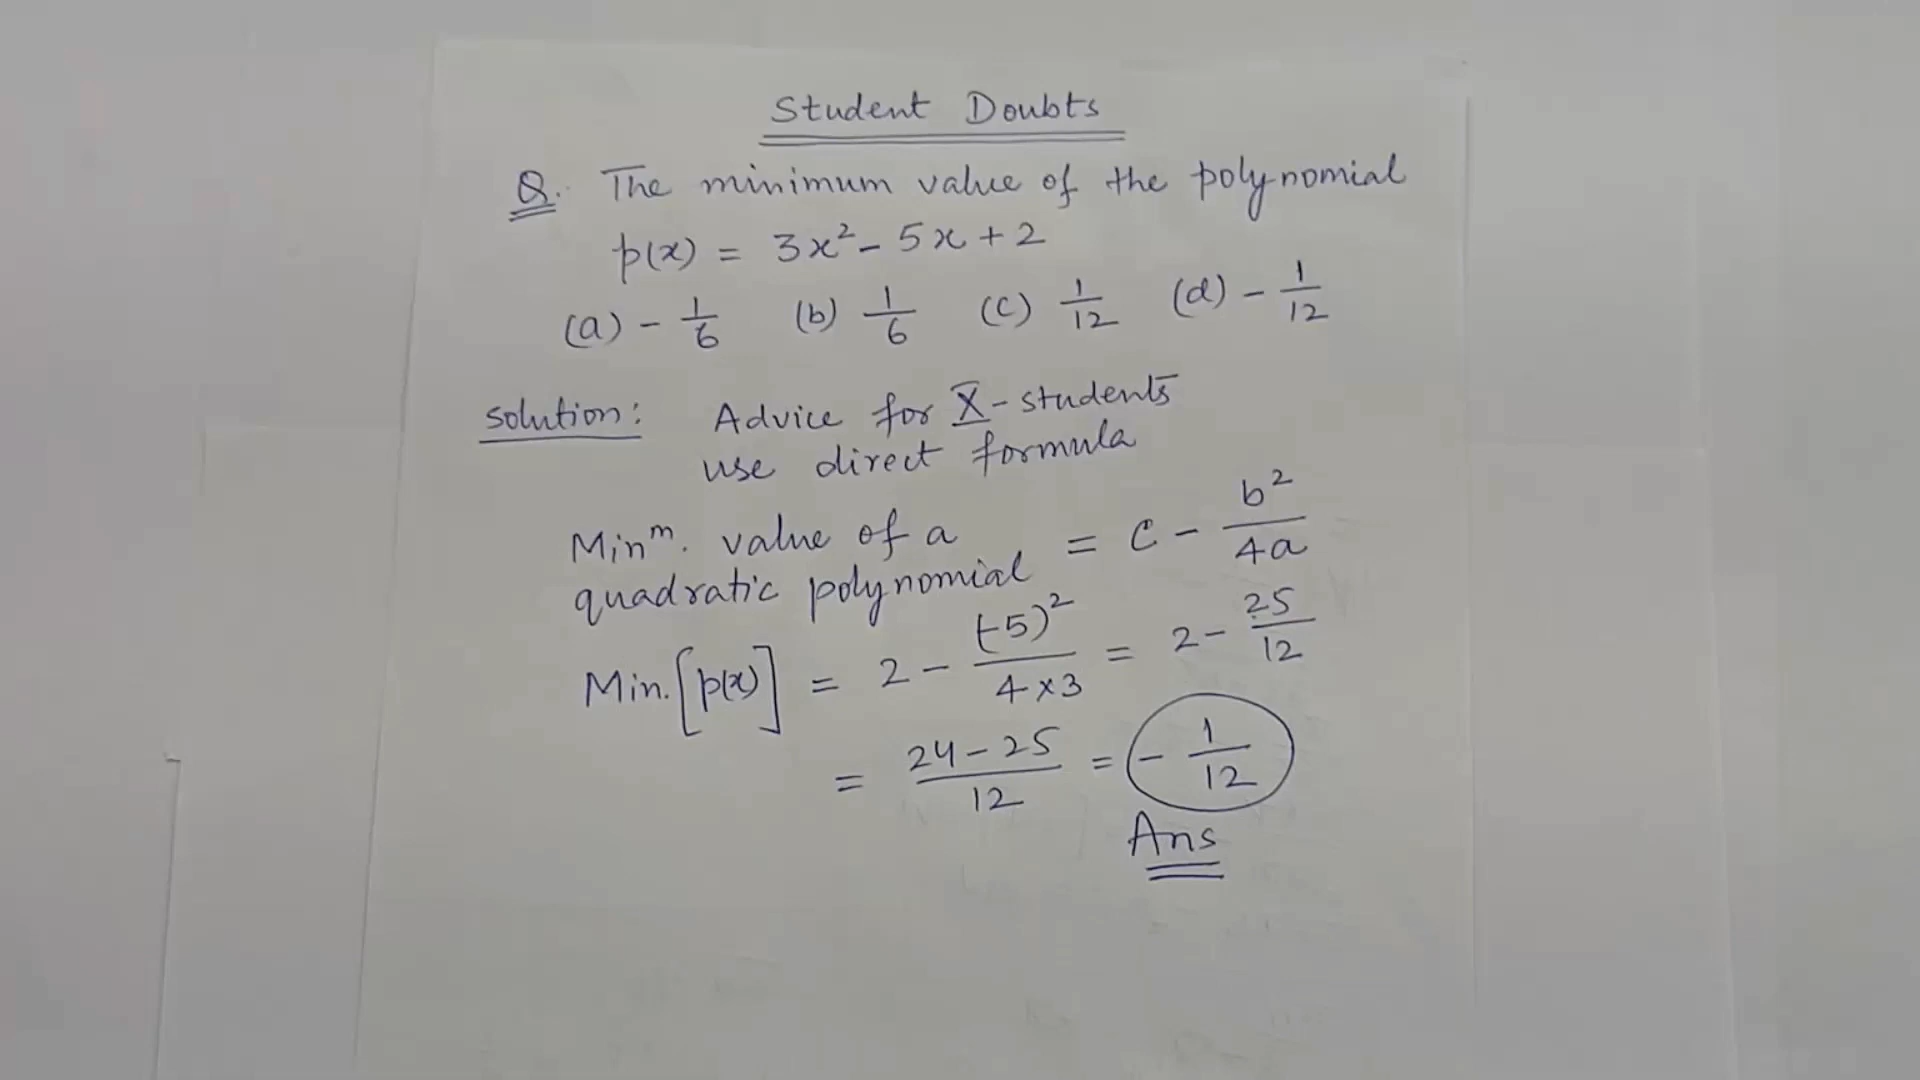 Student Doubts
Q. The minimum value of the polynomial
p(x) = 3x² - 5x + 2
(a) - 1/6 (b) 1/6 (c) 1/12 (d) - 1/12
Solution: Advice for X - students
use direct formula
Minᵐ. value of a
quadratic polynomial = c - b²/4a
Min. [p(x)] = 2 - (-5)²/4×3 = 2 - 25/12
= 24-25/12 = - 1/12
Ans